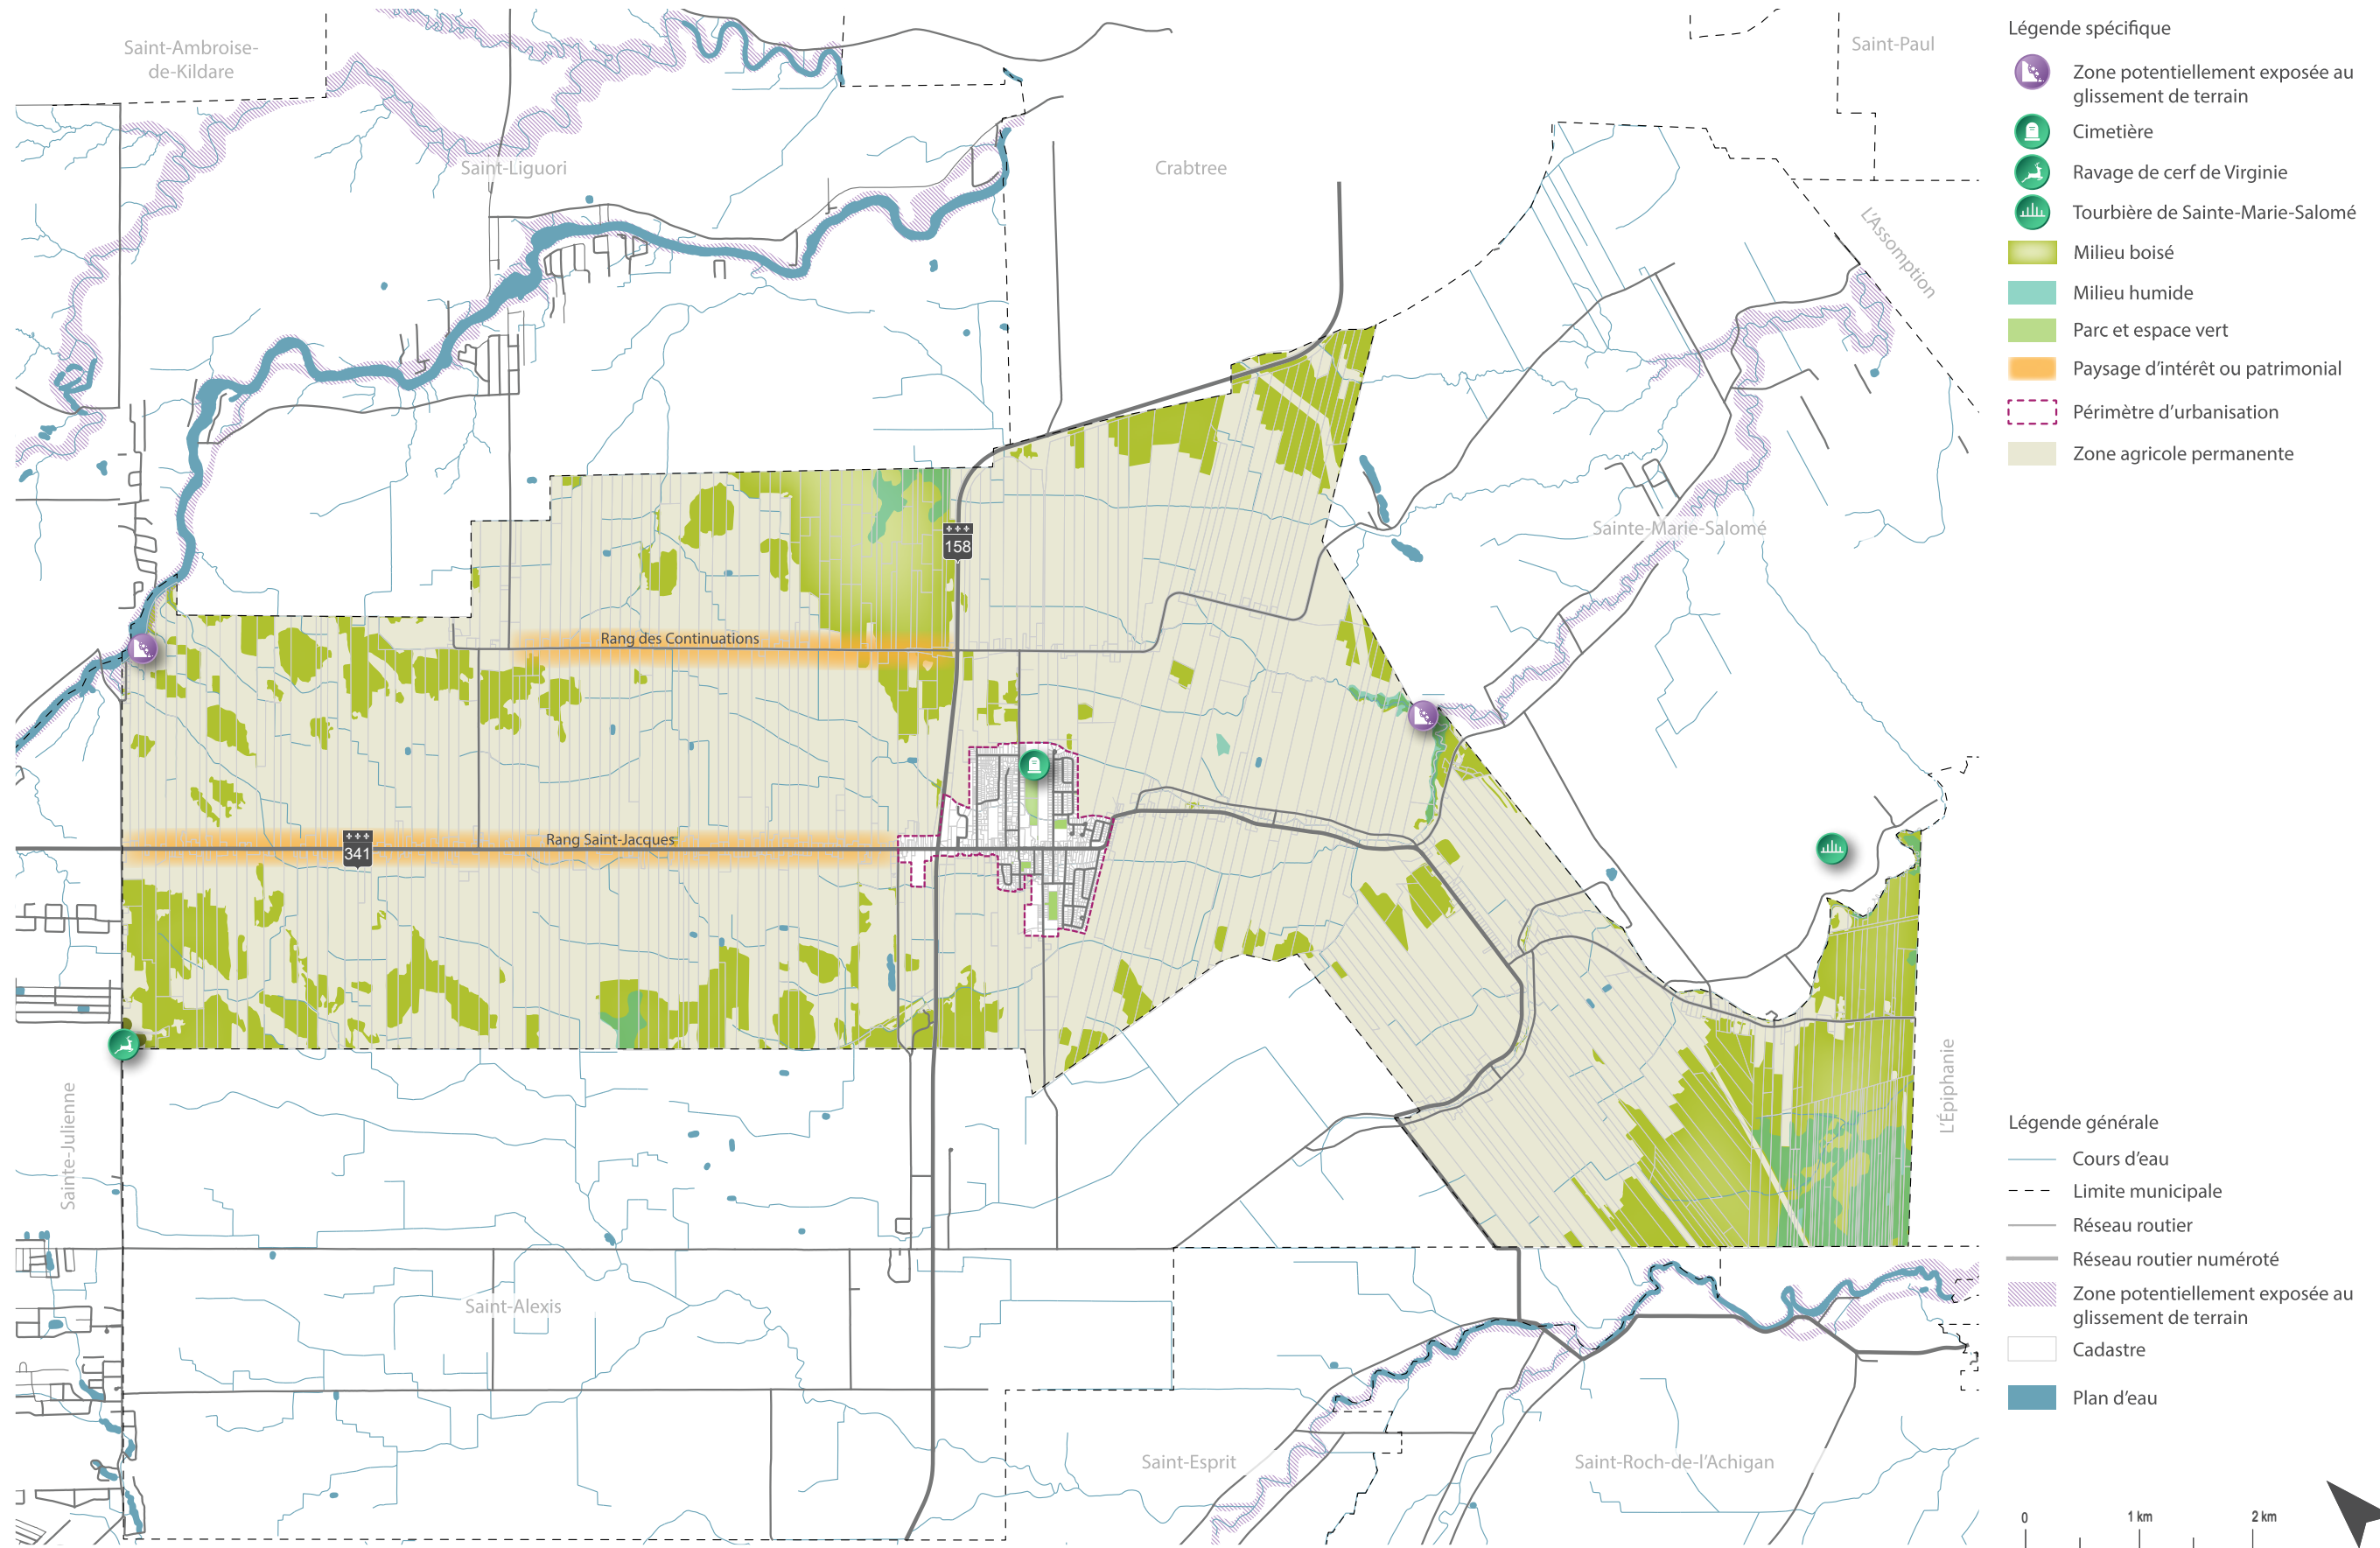 Saint-Ambroise-
de-Kildare
Saint-Liguori
Crabtree
Saint-Paul
L'Assomption
Sainte-Marie-Salomé
158
Rang des Continuations
Rang Saint-Jacques
341
Sainte-Julienne
L'Épiphanie
Saint-Alexis
Saint-Esprit
Saint-Roch-de-l'Achigan
Légende spécifique
Zone potentiellement exposée au
glissement de terrain
Cimetière
Ravage de cerf de Virginie
Tourbière de Sainte-Marie-Salomé
Milieu boisé
Milieu humide
Parc et espace vert
Paysage d'intérêt ou patrimonial
Périmètre d'urbanisation
Zone agricole permanente
Légende générale
Cours d'eau
Limite municipale
Réseau routier
Réseau routier numéroté
Zone potentiellement exposée au
glissement de terrain
Cadastre
Plan d'eau
0 1 km 2 km